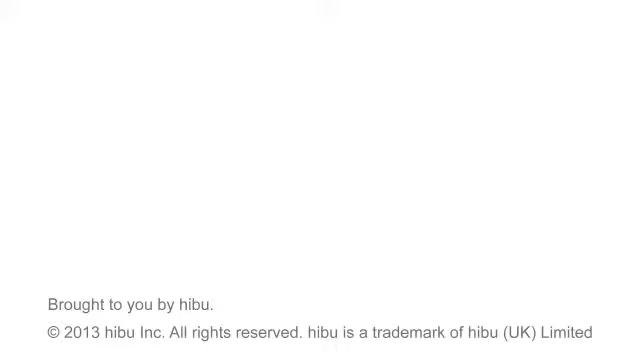 Brought to you by hibu.
© 2013 hibu Inc. All rights reserved. hibu is a trademark of hibu (UK) Limited